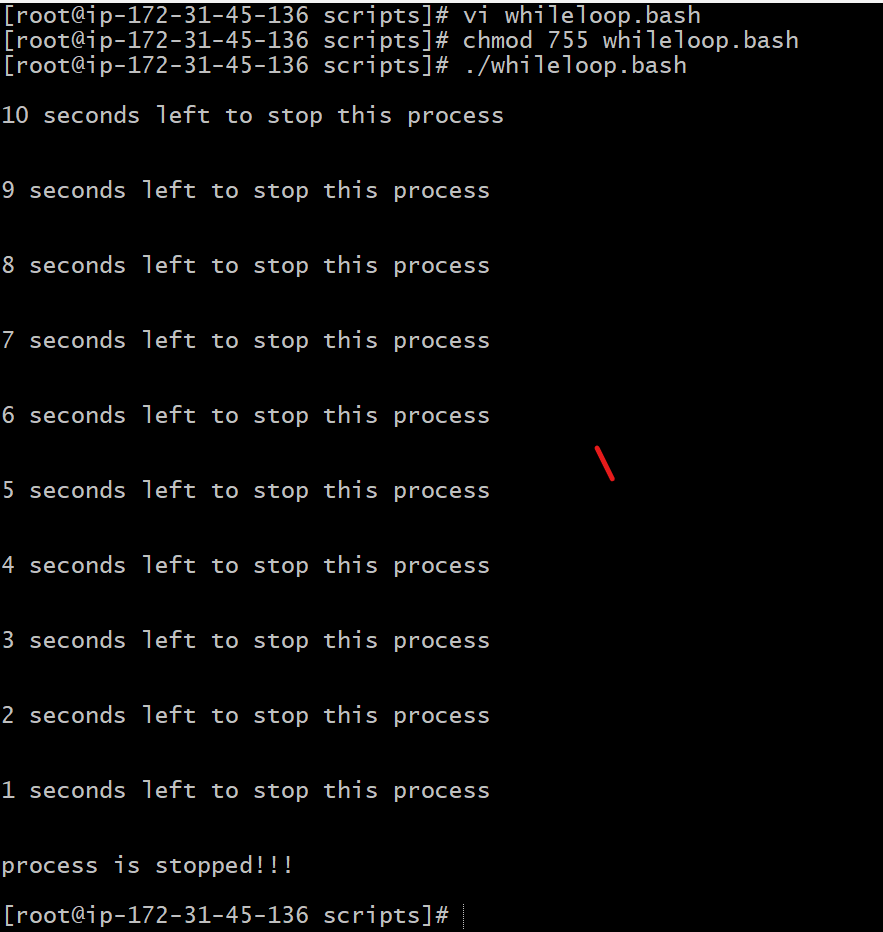 [root@ip-172-31-45-136 scripts]# vi whileloop.bash
[root@ip-172-31-45-136 scripts]# chmod 755 whileloop.bash
[root@ip-172-31-45-136 scripts]# ./whileloop.bash
10 seconds left to stop this process
9 seconds left to stop this process
8 seconds left to stop this process
7 seconds left to stop this process
6 seconds left to stop this process
5 seconds left to stop this process
4 seconds left to stop this process
3 seconds left to stop this process
2 seconds left to stop this process
1 seconds left to stop this process
process is stopped!!!
[root@ip-172-31-45-136 scripts]#